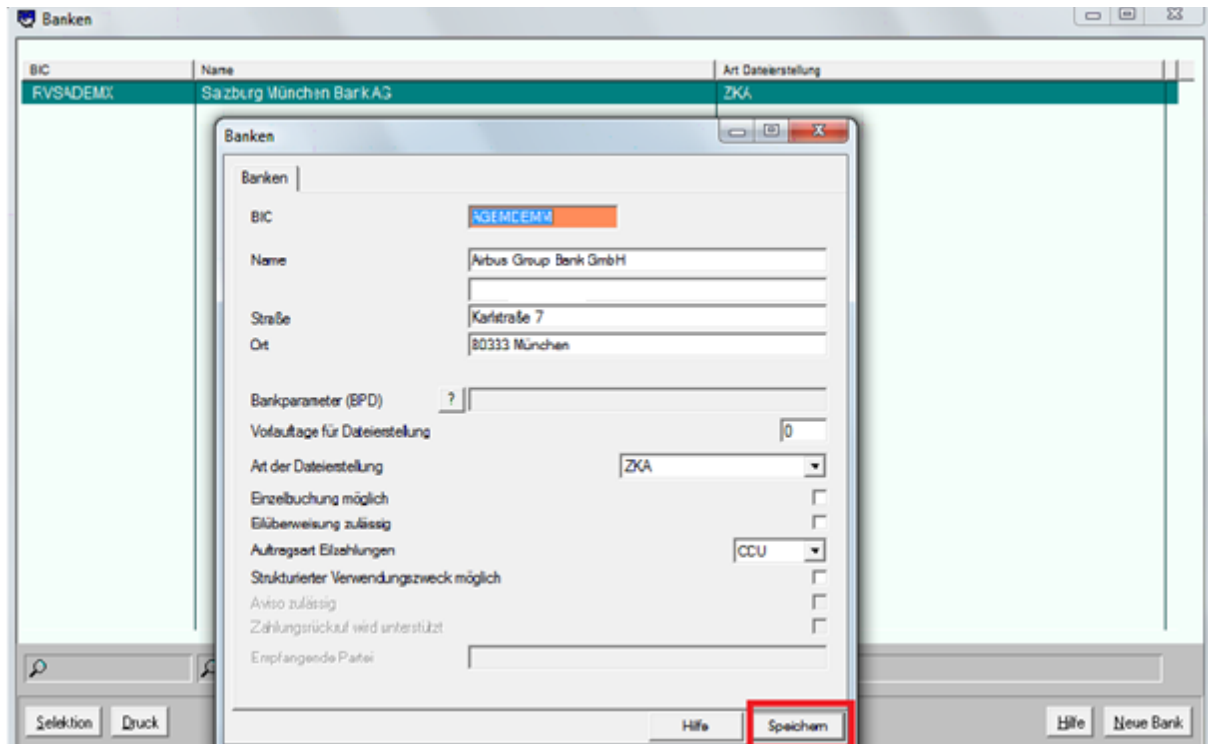 Banken
BIC Name Art Dateierstellung
RVSADEMX Salzburg München Bank AG ZKA
Banken
Banken
BIC AGEMDEMM
Name Airbus Group Bank GmbH
Straße Karlstraße 7
Ort 80333 München
Bankparameter (BPD) ?
Vorlauftage für Dateierstellung 0
Art der Dateierstellung ZKA
Einzelbuchung möglich
Eilüberweisung zulässig
Auftragsart Eilzahlungen CCU
Strukturierter Verwendungszweck möglich
Aviso zulässig
Zahlungsrückruf wird unterstützt
Empfangende Partei
Selektion Druck Hilfe Speichern Hilfe Neue Bank